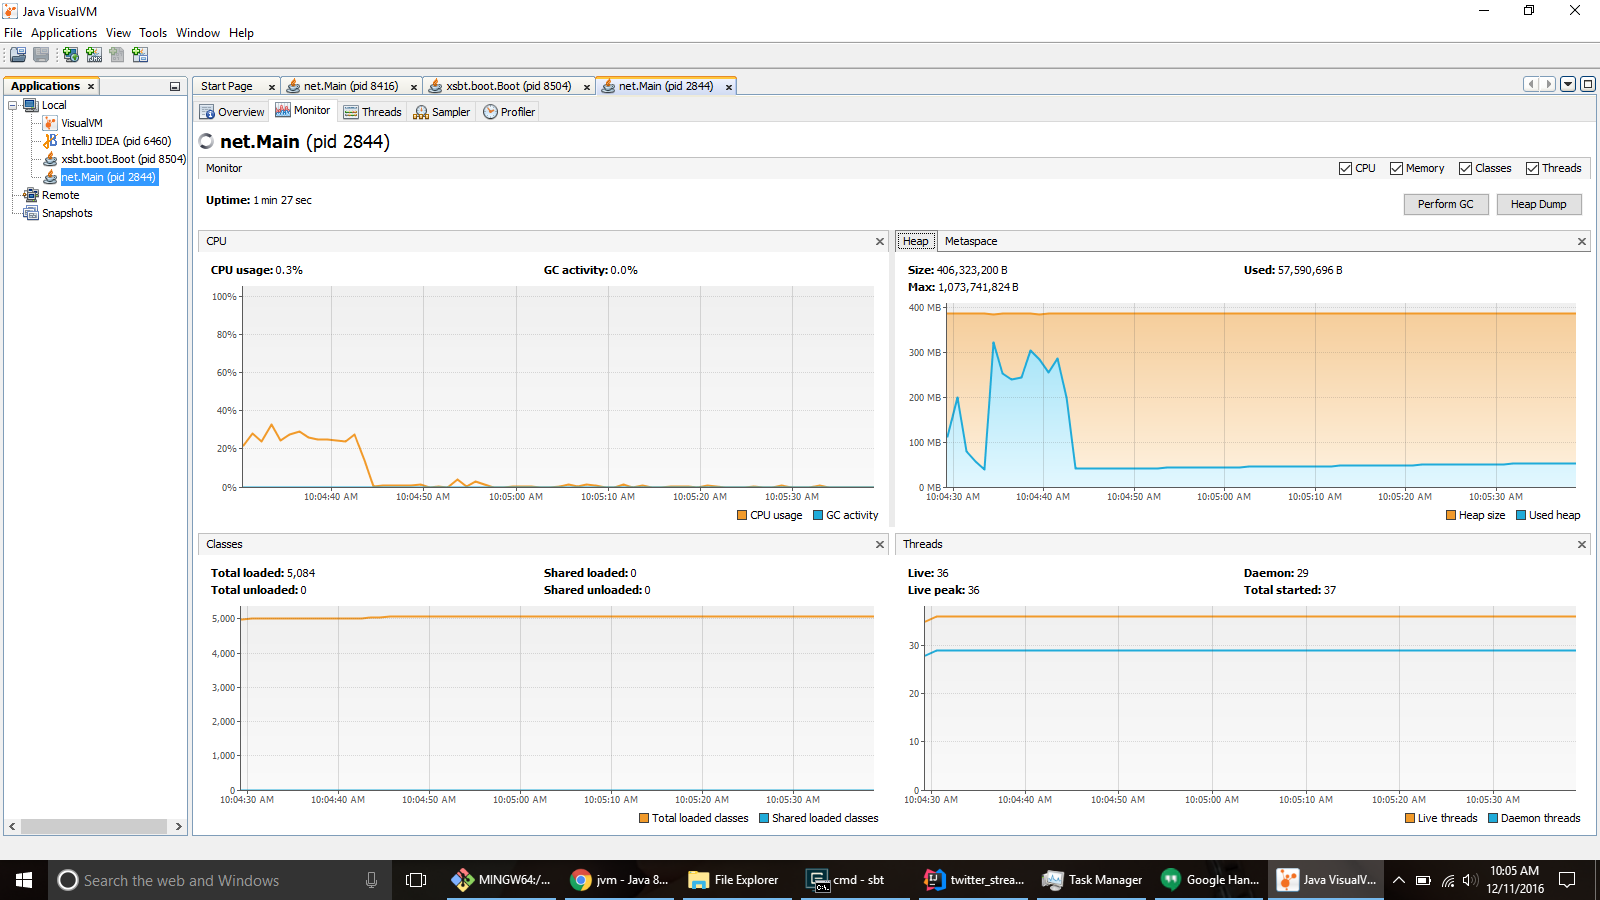 Java VisualVM
File Applications View Tools Window Help
Applications
Local
VisualVM
IntelliJ IDEA (pid 6460)
xsbt.boot.Boot (pid 8504)
net.Main (pid 2844)
Remote
Snapshots
Start Page net.Main (pid 8416) xsbt.boot.Boot (pid 8504) net.Main (pid 2844)
Overview Monitor Threads Sampler Profiler
net.Main (pid 2844)
Monitor CPU Memory Classes Threads
Uptime: 1 min 27 sec
Perform GC Heap Dump
CPU
CPU usage: 0.3% GC activity: 0.0%
100%
80%
60%
40%
20%
0%
10:04:40 AM 10:04:50 AM 10:05:00 AM 10:05:10 AM 10:05:20 AM 10:05:30 AM
CPU usage GC activity
Heap Metaspace
Size: 406,323,200 B Used: 57,590,696 B
Max: 1,073,741,824 B
400 MB
300 MB
200 MB
100 MB
0 MB
10:04:30 AM 10:04:40 AM 10:04:50 AM 10:05:00 AM 10:05:10 AM 10:05:20 AM 10:05:30 AM
Heap size Used heap
Classes
Total loaded: 5,084 Shared loaded: 0
Total unloaded: 0 Shared unloaded: 0
5,000
4,000
3,000
2,000
1,000
0
10:04:30 AM 10:04:40 AM 10:04:50 AM 10:05:00 AM 10:05:10 AM 10:05:20 AM 10:05:30 AM
Total loaded classes Shared loaded classes
Threads
Live: 36 Daemon: 29
Live peak: 36 Total started: 37
30
20
10
0
10:04:30 AM 10:04:40 AM 10:04:50 AM 10:05:00 AM 10:05:10 AM 10:05:20 AM 10:05:30 AM
Live threads Daemon threads
Search the web and Windows MINGW64:/... jvm - Java 8... File Explorer cmd - sbt twitter_strea... Task Manager Google Han... Java VisualV... 10:05 AM
12/11/2016